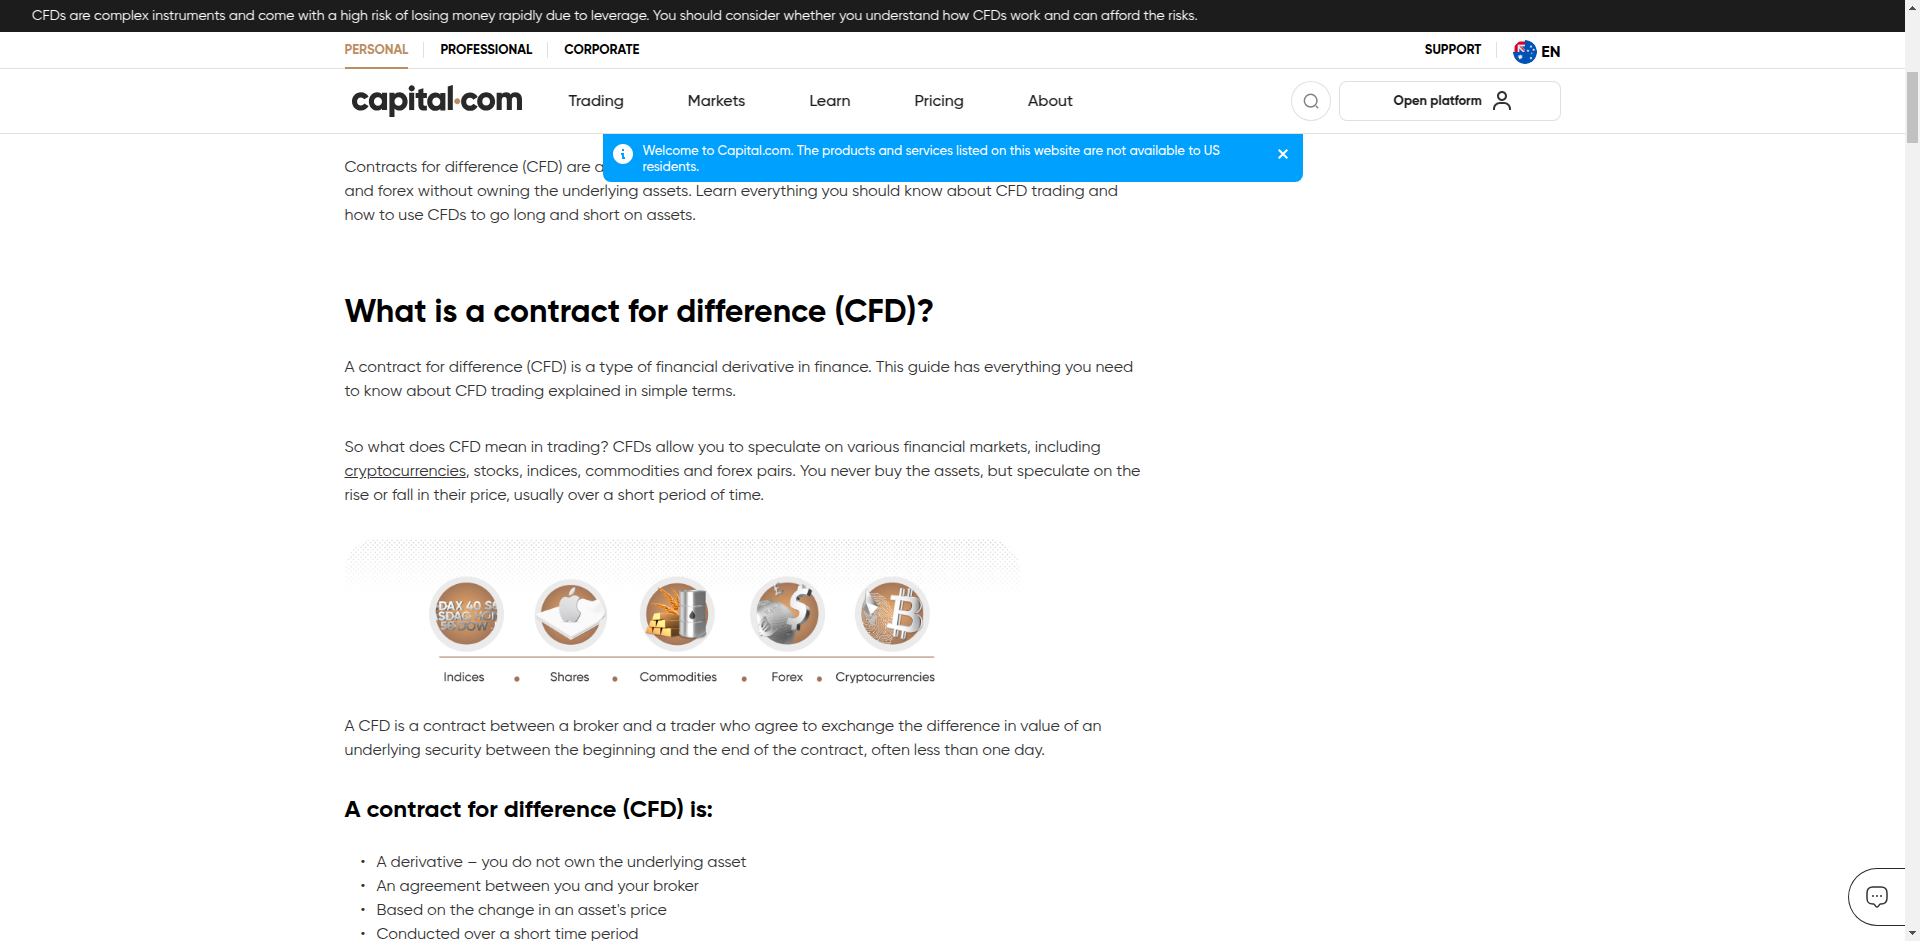 CFDs are complex instruments and come with a high risk of losing money rapidly due to leverage. You should consider whether you understand how CFDs work and can afford the risks.
PERSONAL
PROFESSIONAL
CORPORATE
SUPPORT
EN
capital.com
Trading
Markets
Learn
Pricing
About
Open platform
Welcome to Capital.com. The products and services listed on this website are not available to US
residents.
Contracts for difference (CFD) are a
and forex without owning the underlying assets. Learn everything you should know about CFD trading and
how to use CFDs to go long and short on assets.
What is a contract for difference (CFD)?
A contract for difference (CFD) is a type of financial derivative in finance. This guide has everything you need
to know about CFD trading explained in simple terms.
So what does CFD mean in trading? CFDs allow you to speculate on various financial markets, including
cryptocurrencies, stocks, indices, commodities and forex pairs. You never buy the assets, but speculate on the
rise or fall in their price, usually over a short period of time.
DAX 40
Indices
Shares
Commodities
Forex
Cryptocurrencies
A CFD is a contract between a broker and a trader who agree to exchange the difference in value of an
underlying security between the beginning and the end of the contract, often less than one day.
A contract for difference (CFD) is:
• A derivative – you do not own the underlying asset
• An agreement between you and your broker
• Based on the change in an asset's price
• Conducted over a short time period